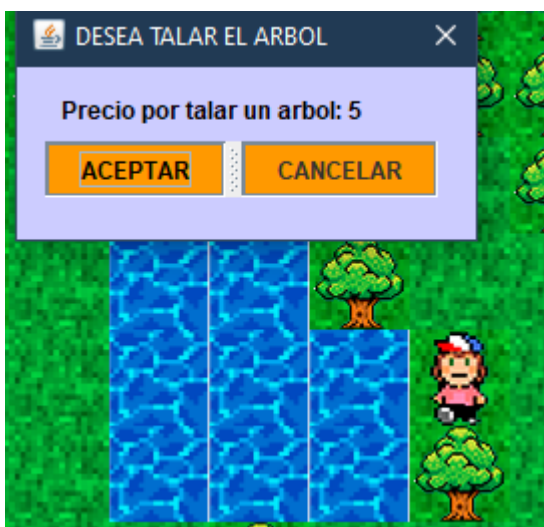 DESEA TALAR EL ARBOL
Precio por talar un arbol: 5
ACEPTAR CANCELAR